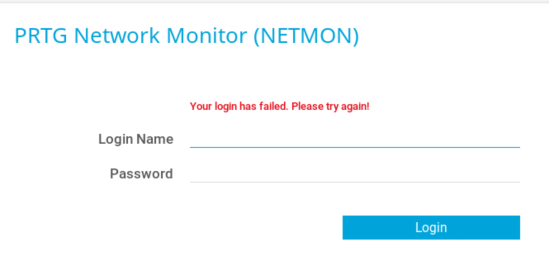 PRTG Network Monitor (NETMON)
Your login has failed. Please try again!
Login Name
Password
Login